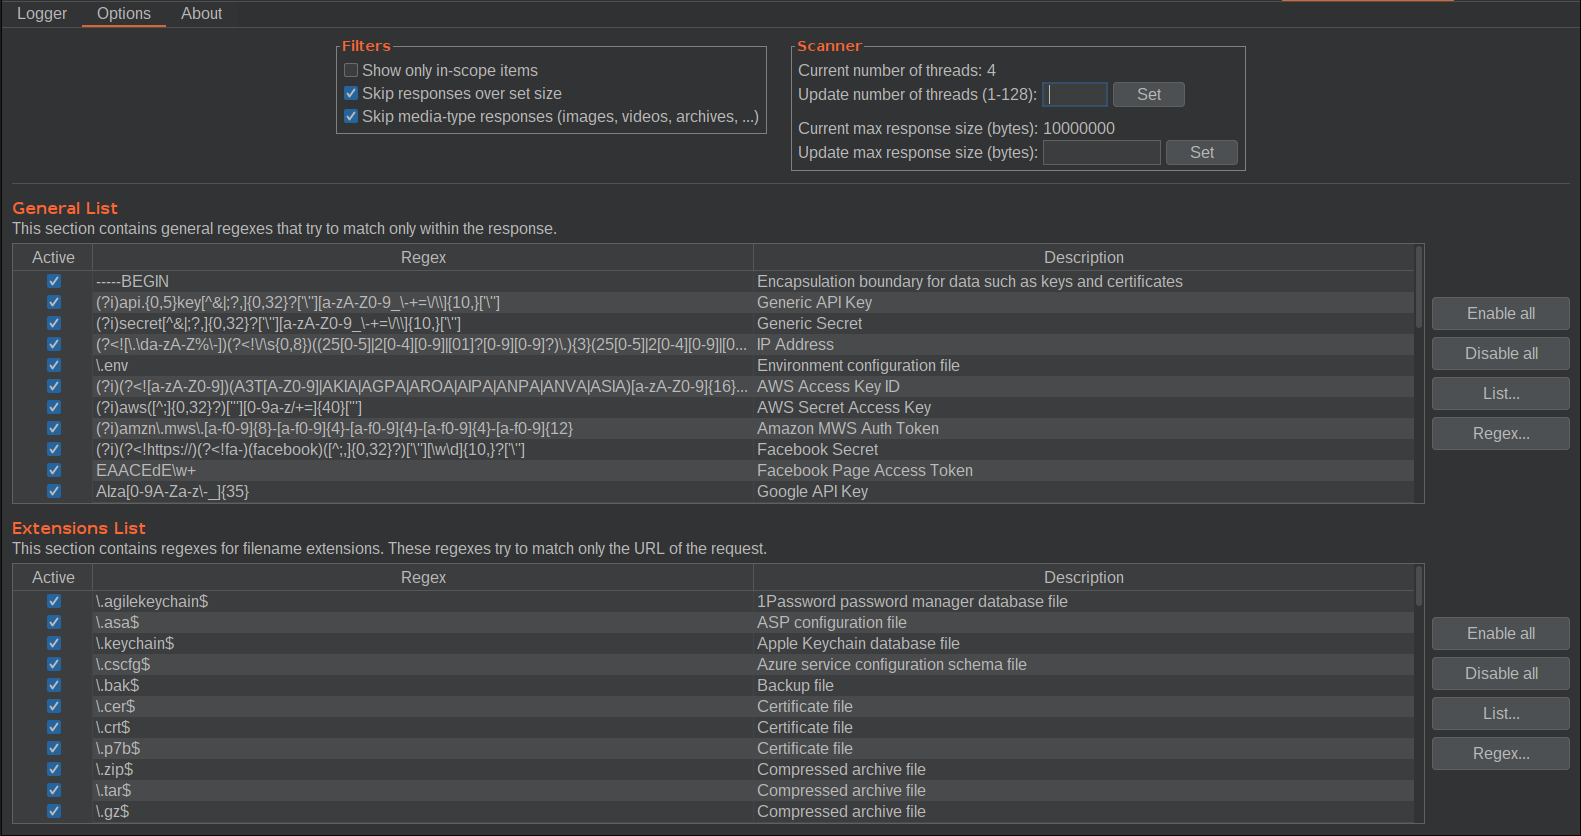 Logger Options About
Filters
Show only in-scope items
Skip responses over set size
Skip media-type responses (images, videos, archives, ...)
Scanner
Current number of threads: 4
Update number of threads (1-128): Set
Current max response size (bytes): 10000000
Update max response size (bytes): Set
General List
This section contains general regexes that try to match only within the response.
Active Regex Description
-----BEGIN Encapsulation boundary for data such as keys and certificates
(?i)api.{0,5}key[^&|;?,]{0,32}?['\"][a-zA-Z0-9_\-+=\/\\]{10,}['\"] Generic API Key
(?i)secret[^&|;?,]{0,32}?['\"][a-zA-Z0-9_\-+=\/\\]{10,}['\"] Generic Secret
(?<![\.\da-zA-Z%\-])(?<!\/\s{0,8})((25[0-5]|2[0-4][0-9]|[01]?[0-9][0-9]?)\.){3}(25[0-5]|2[0-4][0-9]|[0... IP Address
\.env Environment configuration file
(?i)(?<![a-zA-Z0-9])(A3T[A-Z0-9]|AKIA|AGPA|AROA|AIPA|ANPA|ANVA|ASIA)[a-zA-Z0-9]{16}... AWS Access Key ID
(?i)aws([^;]{0,32}?)["'][0-9a-z/+=]{40}["'] AWS Secret Access Key
(?i)amzn\.mws\.[a-f0-9]{8}-[a-f0-9]{4}-[a-f0-9]{4}-[a-f0-9]{4}-[a-f0-9]{12} Amazon MWS Auth Token
(?i)(?<!https://)(?<!fa-)(facebook)([^;,]{0,32}?)['\"][\w\d]{10,}?['\"] Facebook Secret
EAACEdE\w+ Facebook Page Access Token
AIza[0-9A-Za-z\-_]{35} Google API Key
Enable all
Disable all
List...
Regex...
Extensions List
This section contains regexes for filename extensions. These regexes try to match only the URL of the request.
Active Regex Description
\.agilekeychain$ 1Password password manager database file
\.asa$ ASP configuration file
\.keychain$ Apple Keychain database file
\.cscfg$ Azure service configuration schema file
\.bak$ Backup file
\.cer$ Certificate file
\.crt$ Certificate file
\.p7b$ Certificate file
\.zip$ Compressed archive file
\.tar$ Compressed archive file
\.gz$ Compressed archive file
Enable all
Disable all
List...
Regex...